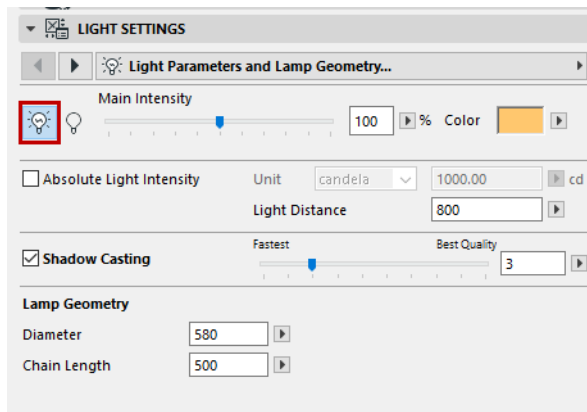 LIGHT SETTINGS
Light Parameters and Lamp Geometry...
Main Intensity
100 % Color
Absolute Light Intensity Unit candela 1000.00 cd
Light Distance 800
Fastest Best Quality
Shadow Casting 3
Lamp Geometry
Diameter 580
Chain Length 500